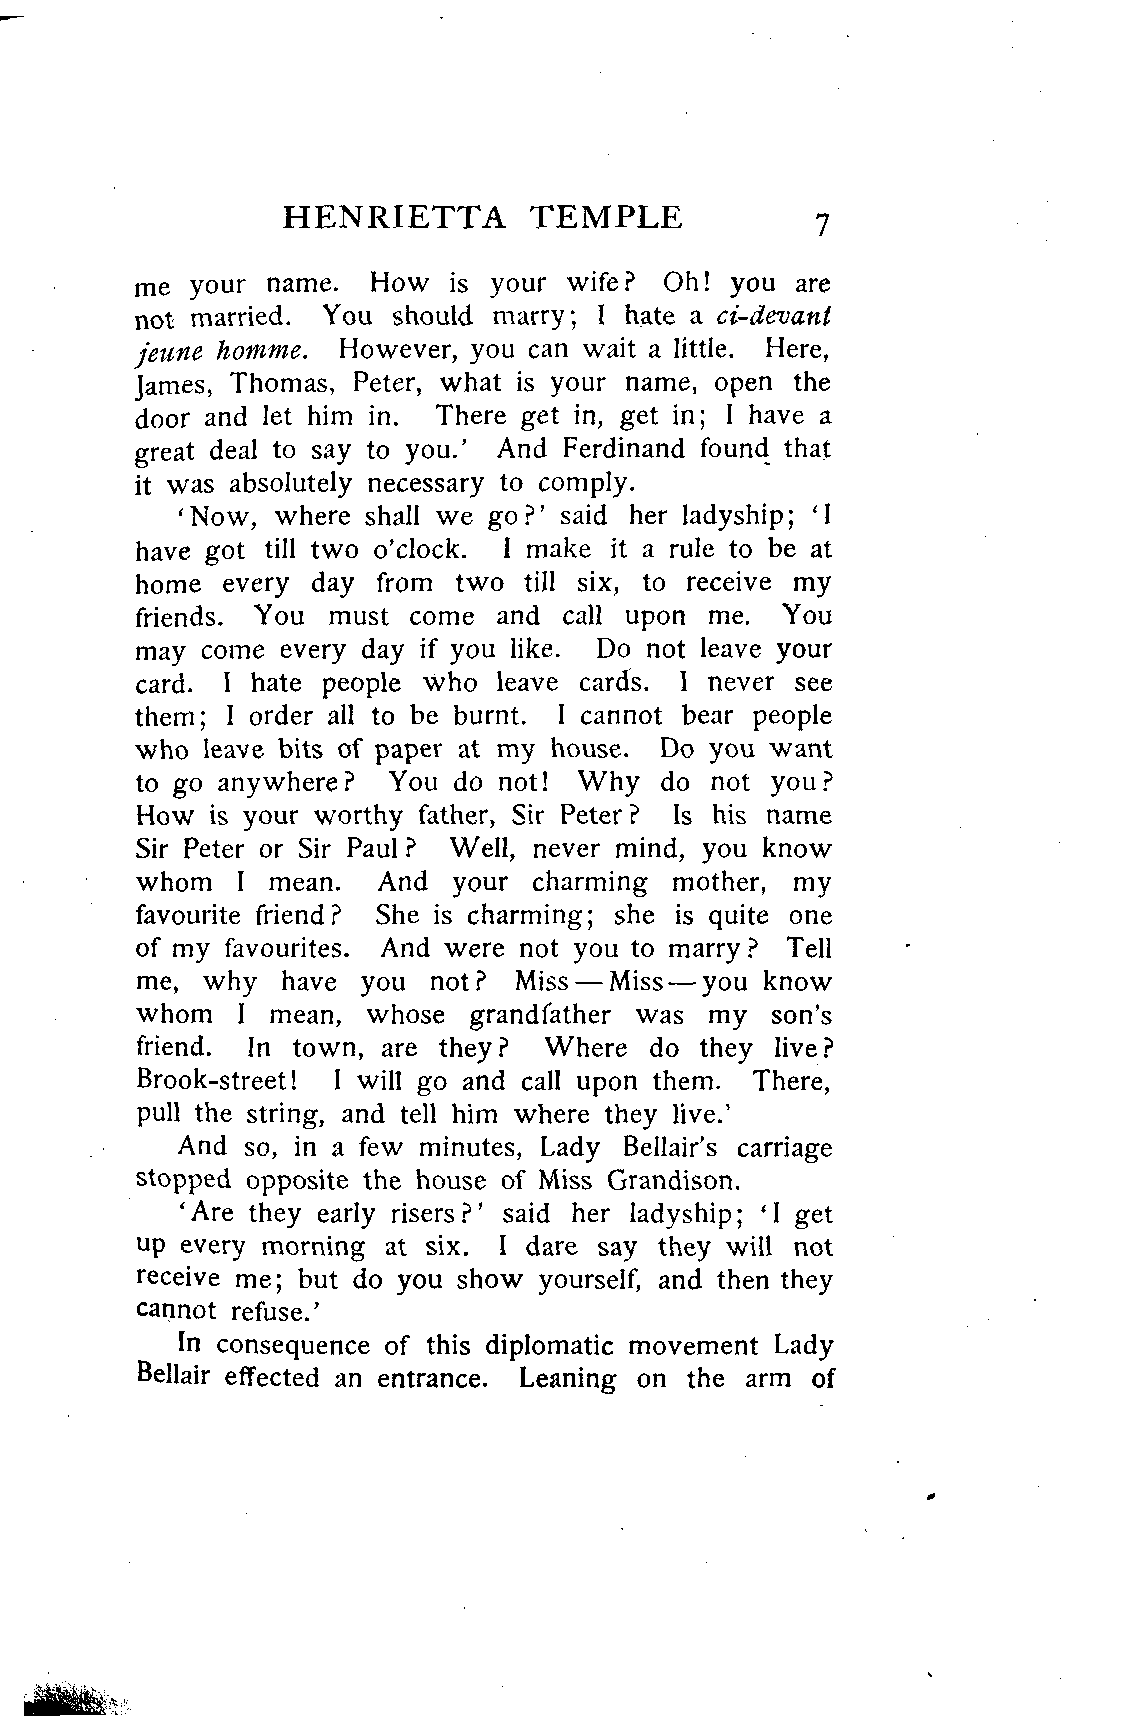 HENRIETTA TEMPLE 7
me your name. How is your wife? Oh! you are
not married. You should marry; I hate a ci-devant
jeune homme. However, you can wait a little. Here,
James, Thomas, Peter, what is your name, open the
door and let him in. There get in, get in; I have a
great deal to say to you.' And Ferdinand found that
it was absolutely necessary to comply.
'Now, where shall we go?' said her ladyship; 'I
have got till two o'clock. I make it a rule to be at
home every day from two till six, to receive my
friends. You must come and call upon me. You
may come every day if you like. Do not leave your
card. I hate people who leave cards. I never see
them; I order all to be burnt. I cannot bear people
who leave bits of paper at my house. Do you want
to go anywhere? You do not! Why do not you?
How is your worthy father, Sir Peter? Is his name
Sir Peter or Sir Paul? Well, never mind, you know
whom I mean. And your charming mother, my
favourite friend? She is charming; she is quite one
of my favourites. And were not you to marry? Tell
me, why have you not? Miss — Miss — you know
whom I mean, whose grandfather was my son's
friend. In town, are they? Where do they live?
Brook-street! I will go and call upon them. There,
pull the string, and tell him where they live.'
And so, in a few minutes, Lady Bellair's carriage
stopped opposite the house of Miss Grandison.
'Are they early risers?' said her ladyship; 'I get
up every morning at six. I dare say they will not
receive me; but do you show yourself, and then they
cannot refuse.'
In consequence of this diplomatic movement Lady
Bellair effected an entrance. Leaning on the arm of